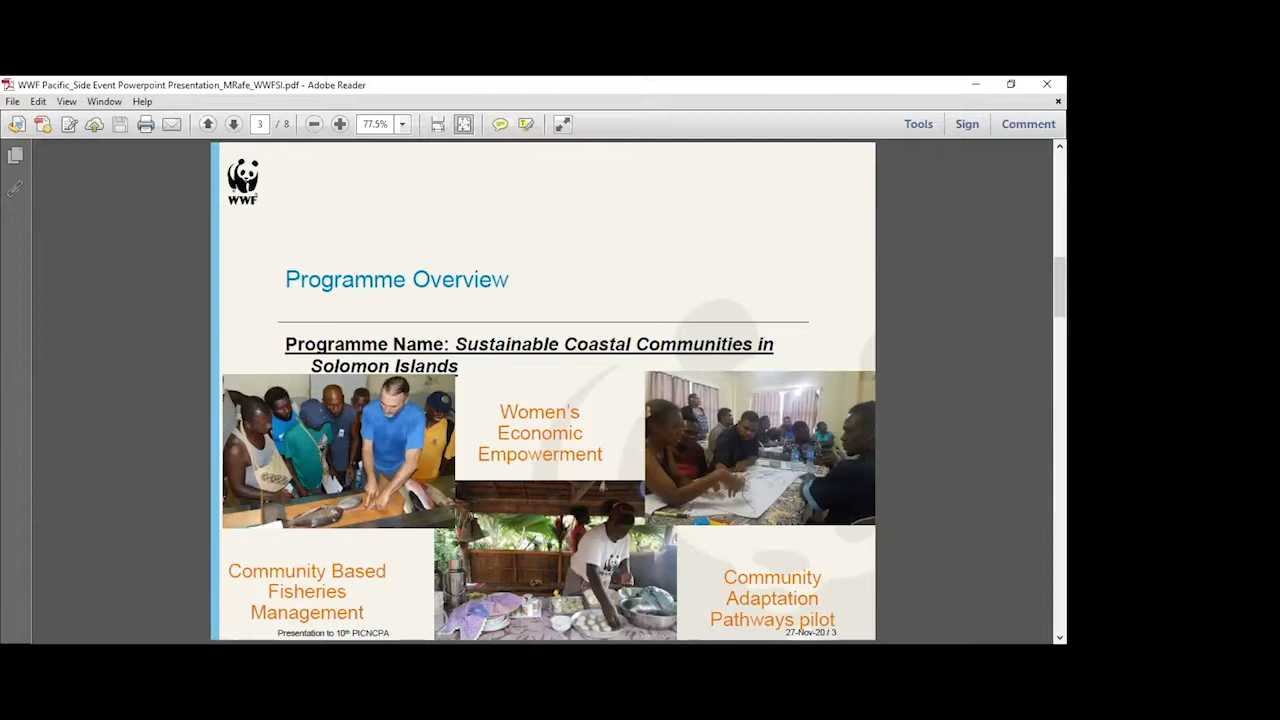 WWF Pacific_Side Event Powerpoint Presentation_MRafe_WWFSI.pdf - Adobe Reader
File Edit View Window Help
3 / 8 77.5% Tools Sign Comment
WWF
Programme Overview
Programme Name: Sustainable Coastal Communities in
Solomon Islands
Women's
Economic
Empowerment
Community Based
Fisheries
Management
Community
Adaptation
Pathways pilot
Presentation to 10th PICNCPA
27-Nov-20 / 3